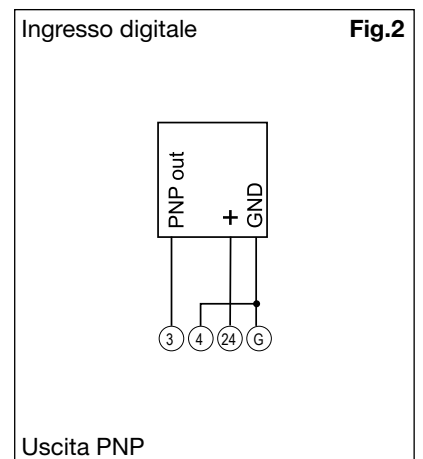 Ingresso digitale Fig.2
PNP out
+
GND
3 4 24 G
Uscita PNP